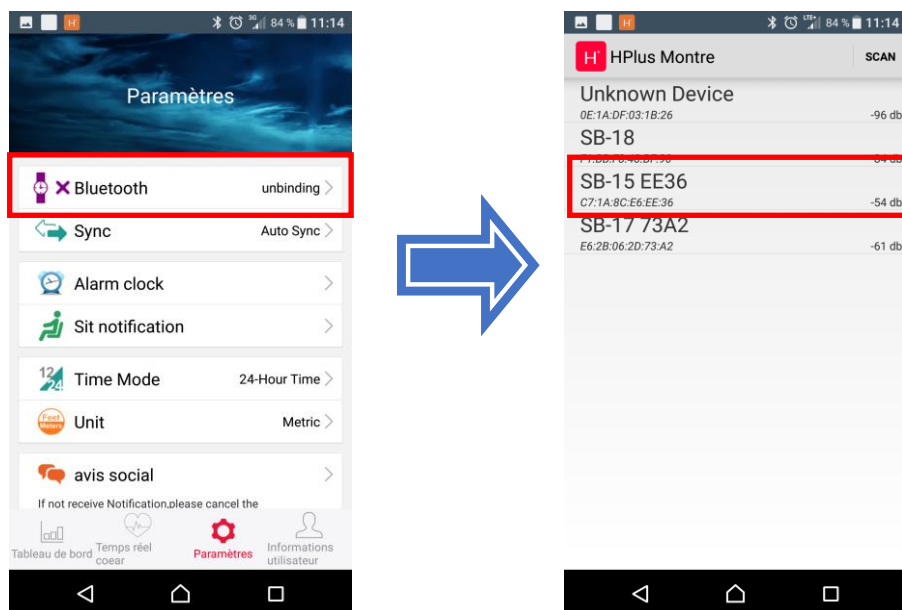 H
3G
84 %
11:14
Paramètres
Bluetooth
unbinding
Sync
Auto Sync
Alarm clock
Sit notification
12
24
Time Mode
24-Hour Time
Feet
Meters
Unit
Metric
avis social
If not receive Notification,please cancel the
Tableau de bord
Temps réel
coear
Paramètres
Informations
utilisateur
H
LTE
84 %
11:14
H
HPlus Montre
SCAN
Unknown Device
0E:1A:DF:03:1B:26
-96 db
SB-18
SB-15 EE36
C7:1A:8C:E6:EE:36
-54 db
SB-17 73A2
E6:2B:06:2D:73:A2
-61 db